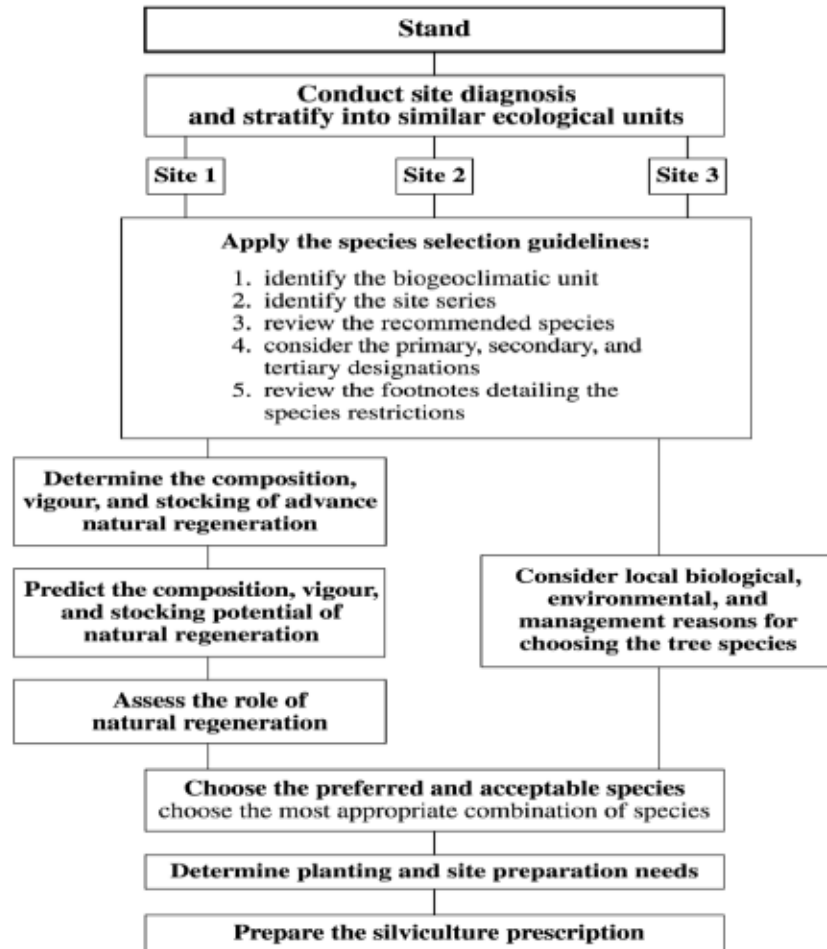 Stand
Conduct site diagnosis
and stratify into similar ecological units
Site 1
Site 2
Site 3
Apply the species selection guidelines:
1. identify the biogeoclimatic unit
2. identify the site series
3. review the recommended species
4. consider the primary, secondary, and
tertiary designations
5. review the footnotes detailing the
species restrictions
Determine the composition,
vigour, and stocking of advance
natural regeneration
Predict the composition, vigour,
and stocking potential of
natural regeneration
Assess the role of
natural regeneration
Consider local biological,
environmental, and
management reasons for
choosing the tree species
Choose the preferred and acceptable species
choose the most appropriate combination of species
Determine planting and site preparation needs
Prepare the silviculture prescription